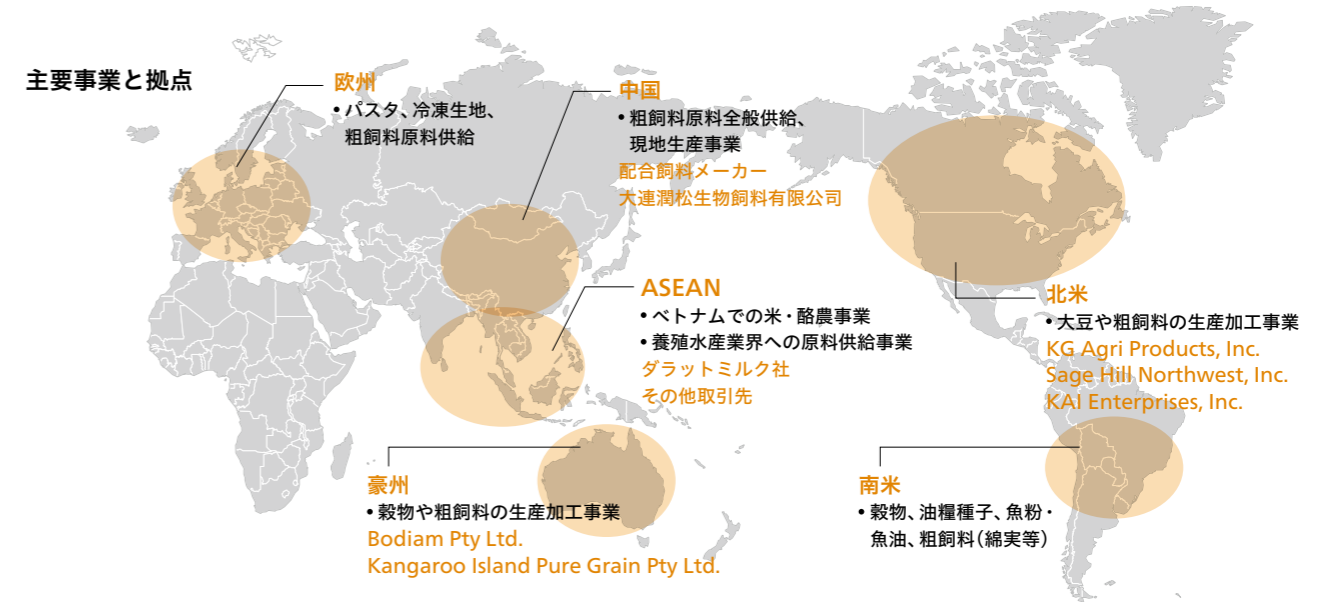 主要事業と拠点
欧州
•パスタ、冷凍生地、
粗飼料原料供給
中国
•粗飼料原料全般供給、
現地生産事業
配合飼料メーカー
大連潤松生物飼料有限公司
ASEAN
•ベトナムでの米・酪農事業
•養殖水産業界への原料供給事業
ダラットミルク社
その他取引先
北米
•大豆や粗飼料の生産加工事業
KG Agri Products, Inc.
Sage Hill Northwest, Inc.
KAI Enterprises, Inc.
豪州
•穀物や粗飼料の生産加工事業
Bodiam Pty Ltd.
Kangaroo Island Pure Grain Pty Ltd.
南米
•穀物、油糧種子、魚粉・
魚油、粗飼料(綿実等)